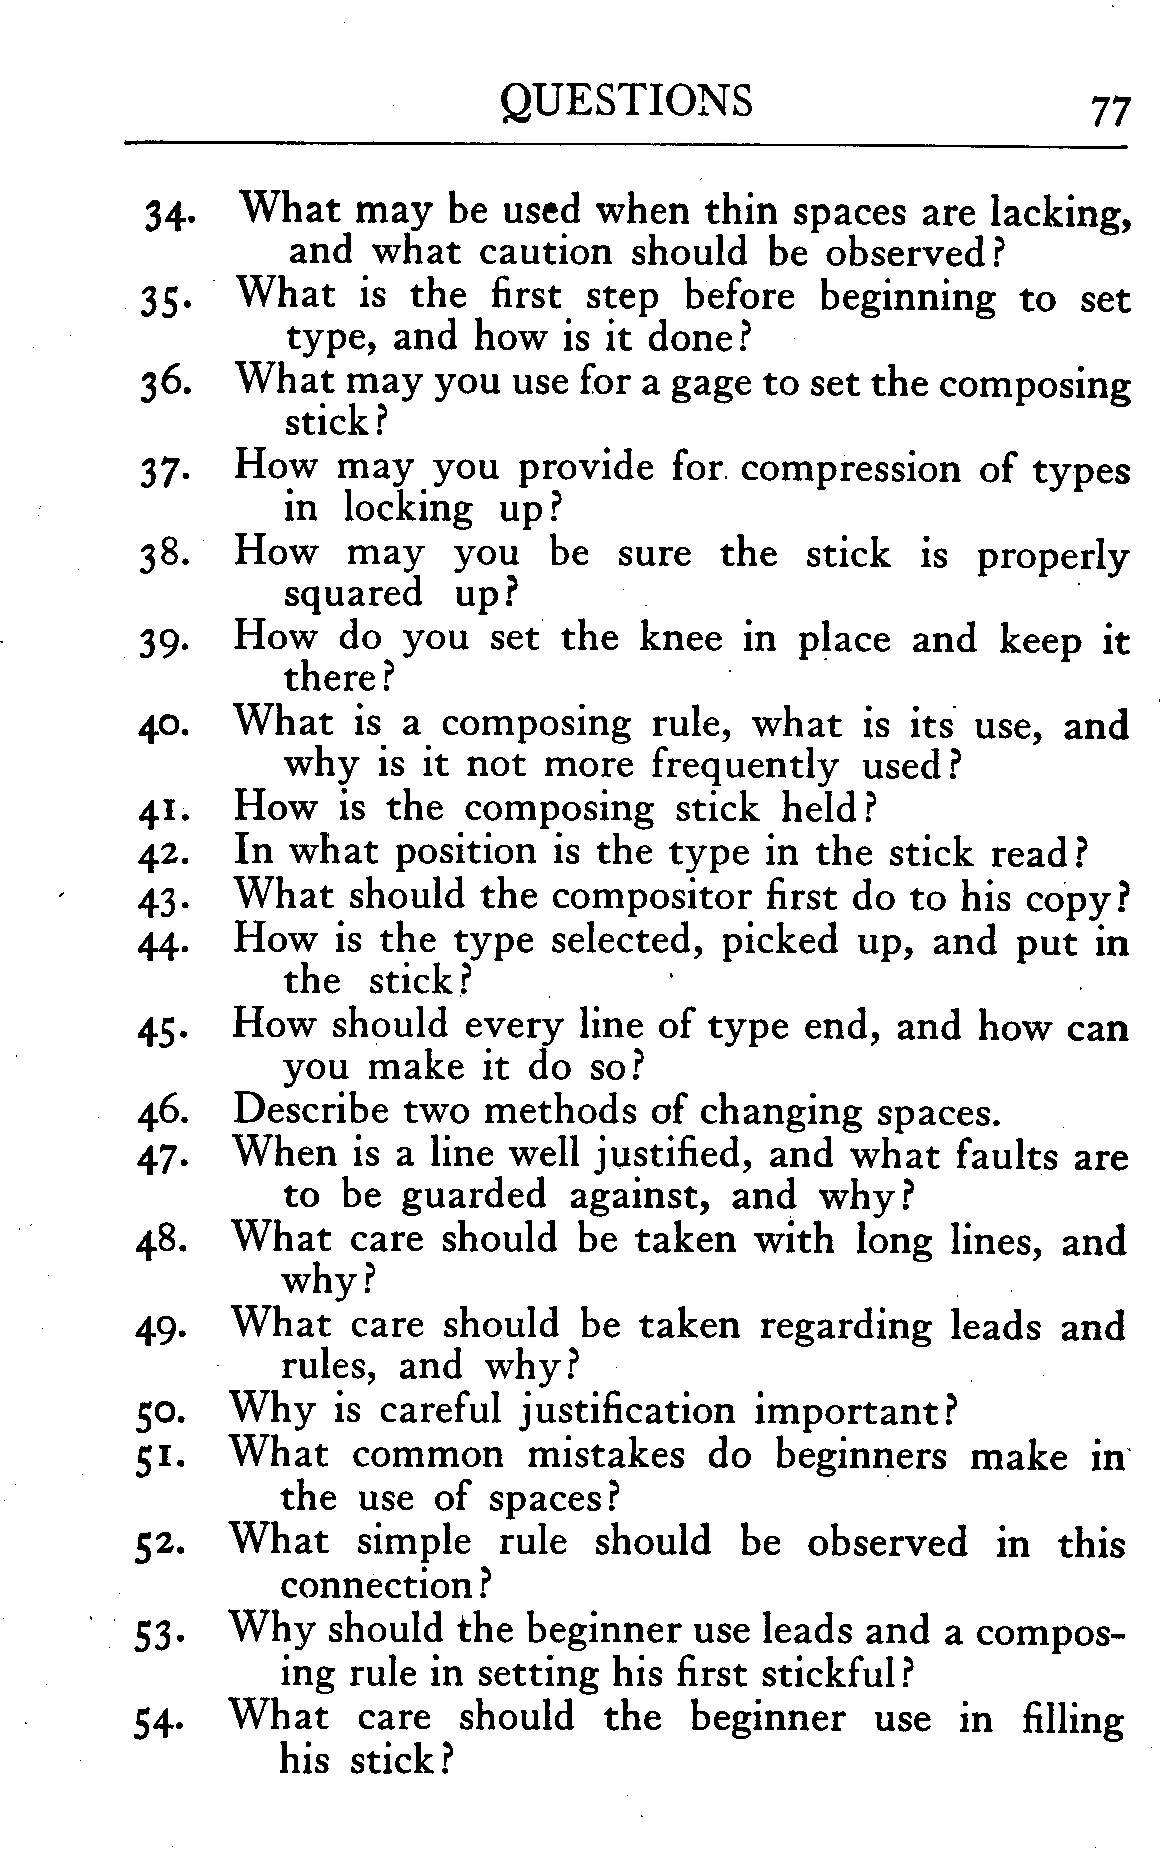 QUESTIONS 77
34. What may be used when thin spaces are lacking,
and what caution should be observed?
35. What is the first step before beginning to set
type, and how is it done?
36. What may you use for a gage to set the composing
stick?
37. How may you provide for compression of types
in locking up?
38. How may you be sure the stick is properly
squared up?
39. How do you set the knee in place and keep it
there?
40. What is a composing rule, what is its use, and
why is it not more frequently used?
41. How is the composing stick held?
42. In what position is the type in the stick read?
43. What should the compositor first do to his copy?
44. How is the type selected, picked up, and put in
the stick?
45. How should every line of type end, and how can
you make it do so?
46. Describe two methods of changing spaces.
47. When is a line well justified, and what faults are
to be guarded against, and why?
48. What care should be taken with long lines, and
why?
49. What care should be taken regarding leads and
rules, and why?
50. Why is careful justification important?
51. What common mistakes do beginners make in
the use of spaces?
52. What simple rule should be observed in this
connection?
53. Why should the beginner use leads and a compos-
ing rule in setting his first stickful?
54. What care should the beginner use in filling
his stick?